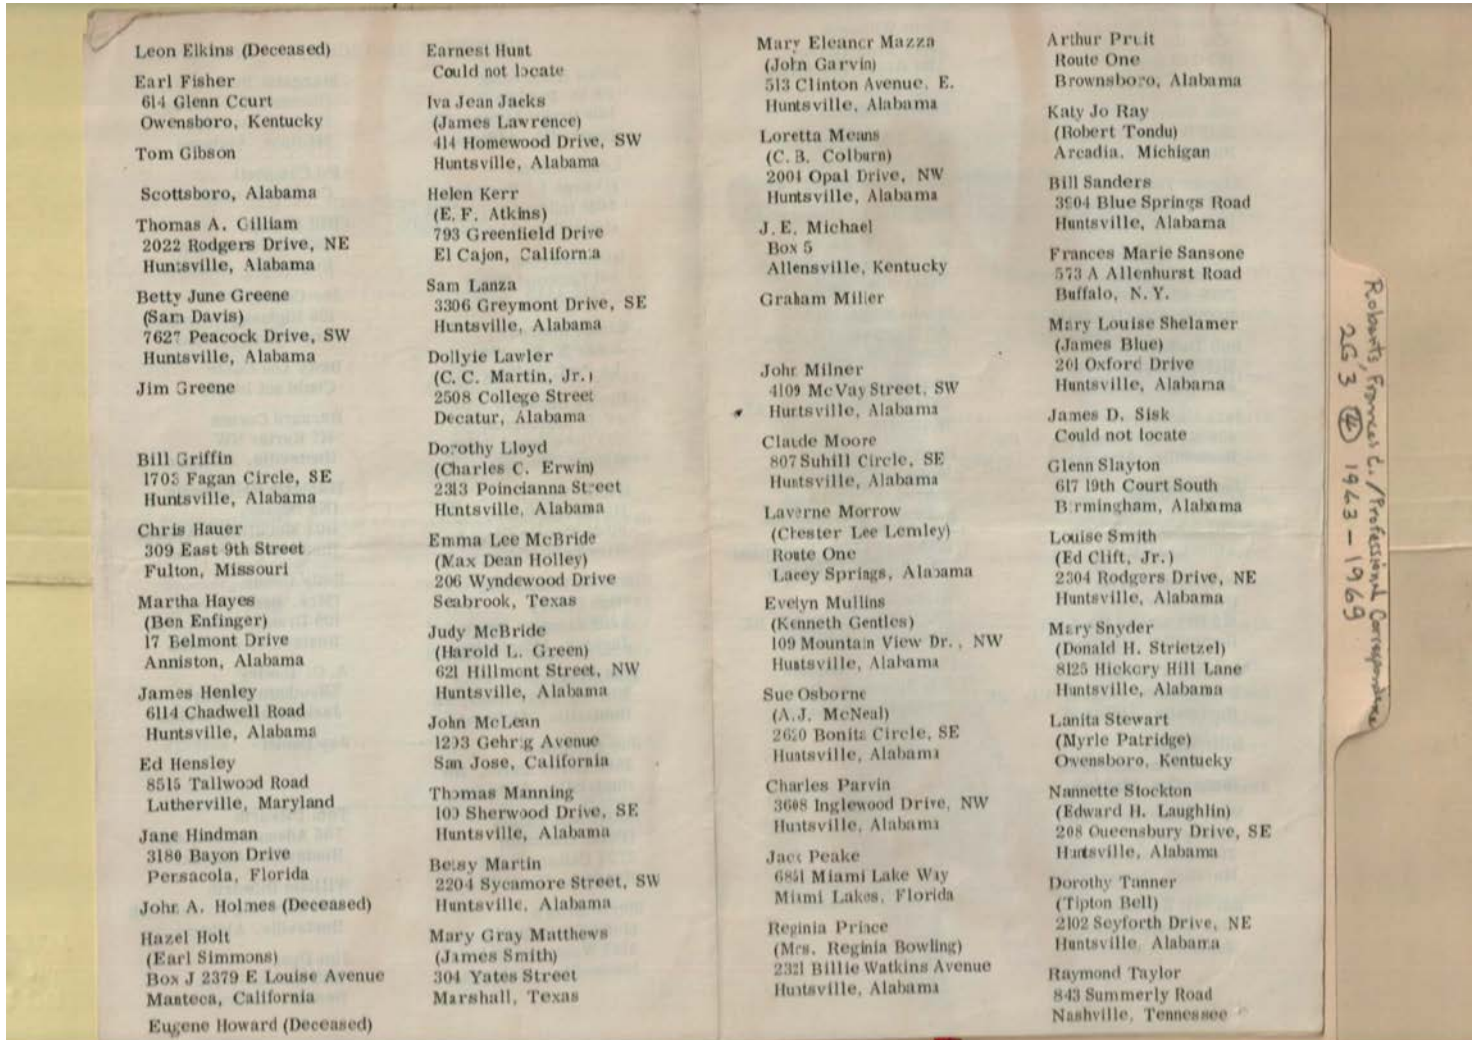 Leon Elkins (Deceased)
Earl Fisher
614 Glenn Court
Owensboro, Kentucky
Tom Gibson
Scottsboro, Alabama
Thomas A. Gilliam
2022 Rodgers Drive, NE
Huntsville, Alabama
Betty June Greene
(Sam Davis)
7627 Peacock Drive, SW
Huntsville, Alabama
Jim Greene
Bill Griffin
1705 Fagan Circle, SE
Huntsville, Alabama
Chris Hauer
309 East 9th Street
Fulton, Missouri
Martha Hayes
(Ben Enfinger)
17 Belmont Drive
Anniston, Alabama
James Henley
6114 Chadwell Road
Huntsville, Alabama
Ed Hensley
8515 Tallwood Road
Lutherville, Maryland
Jane Hindman
3180 Bayon Drive
Pensacola, Florida
John A. Holmes (Deceased)
Hazel Holt
(Earl Simmons)
Box J 2379 E Louise Avenue
Manteca, California
Eugene Howard (Deceased)
Earnest Hunt
Could not locate
Iva Jean Jacks
(James Lawrence)
414 Homewood Drive, SW
Huntsville, Alabama
Helen Kerr
(E. F. Atkins)
793 Greenfield Drive
El Cajon, California
Sam Lanza
3306 Greymont Drive, SE
Huntsville, Alabama
Dollyie Lawler
(C. C. Martin, Jr.)
2508 College Street
Decatur, Alabama
Dorothy Lloyd
(Charles C. Erwin)
2313 Poincianna Street
Huntsville, Alabama
Emma Lee McBride
(Max Dean Holley)
206 Wyndewood Drive
Seabrook, Texas
Judy McBride
(Harold L. Green)
621 Hillmont Street, NW
Huntsville, Alabama
John McLean
1293 Gehrig Avenue
San Jose, California
Thomas Manning
100 Sherwood Drive, SE
Huntsville, Alabama
Betsy Martin
2204 Sycamore Street, SW
Huntsville, Alabama
Mary Gray Matthews
(James Smith)
304 Yates Street
Marshall, Texas
Mary Eleanor Mazza
(John Garvin)
513 Clinton Avenue, E.
Huntsville, Alabama
Loretta Means
(C. B. Colburn)
2004 Opal Drive, NW
Huntsville, Alabama
J. E. Michael
Box 5
Allensville, Kentucky
Graham Miller
John Milner
4109 McVay Street, SW
Huntsville, Alabama
Claude Moore
807 Suhill Circle, SE
Huntsville, Alabama
Laverne Morrow
(Chester Lee Lemley)
Route One
Lacey Springs, Alabama
Evelyn Mullins
(Kenneth Gentles)
109 Mountain View Dr., NW
Huntsville, Alabama
Sue Osborne
(A.J. McNeal)
2620 Bonita Circle, SE
Huntsville, Alabama
Charles Parvin
3608 Inglewood Drive, NW
Huntsville, Alabama
Jack Peake
6851 Miami Lake Way
Miami Lakes, Florida
Reginia Prince
(Mrs. Reginia Bowling)
2321 Billie Watkins Avenue
Huntsville, Alabama
Arthur Pruit
Route One
Brownsboro, Alabama
Katy Jo Ray
(Robert Tondu)
Arcadia, Michigan
Bill Sanders
3904 Blue Springs Road
Huntsville, Alabama
Frances Marie Sansone
573 A Allenhurst Road
Buffalo, N. Y.
Mary Louise Shelamer
(James Blue)
201 Oxford Drive
Huntsville, Alabama
James D. Sisk
Could not locate
Glenn Slayton
617 19th Court South
Birmingham, Alabama
Louise Smith
(Ed Clift, Jr.)
2304 Rodgers Drive, NE
Huntsville, Alabama
Mary Snyder
(Donald H. Strietzel)
8125 Hickory Hill Lane
Huntsville, Alabama
Lanita Stewart
(Myrle Patridge)
Owensboro, Kentucky
Nannette Stockton
(Edward H. Laughlin)
208 Queensbury Drive, SE
Huntsville, Alabama
Dorothy Tanner
(Tipton Bell)
2102 Seyforth Drive, NE
Huntsville, Alabama
Raymond Taylor
843 Summerly Road
Nashville, Tennessee
Roberts, Frances C. / Professional Correspondence
2G 3 (4) 1943-1969